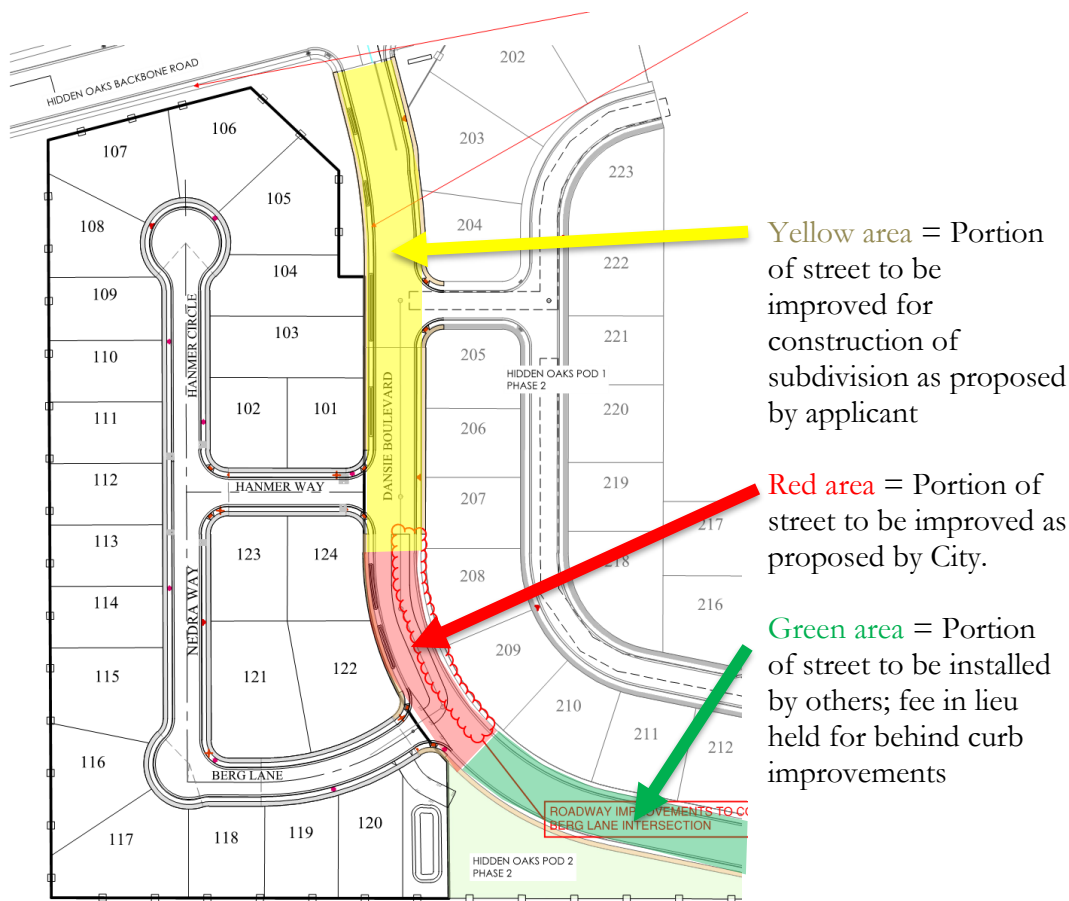 HIDDEN OAKS BACKBONE ROAD
202
106
107
203
223
105
108
204
222
104
109
103
221
205
110
HIDDEN OAKS POD 1
PHASE 2
HANMER CIRCLE
102
101
220
111
206
DANSIE BOULEVARD
112
219
HANMER WAY
207
217
113
123
124
218
208
114
216
NEDRA WAY
209
115
121
122
210
211
212
116
BERG LANE
ROADWAY IMPROVEMENTS TO CO
BERG LANE INTERSECTION
117
118
119
120
HIDDEN OAKS POD 2
PHASE 2
Yellow area = Portion
of street to be
improved for
construction of
subdivision as proposed
by applicant
Red area = Portion of
street to be improved as
proposed by City.
Green area = Portion
of street to be installed
by others; fee in lieu
held for behind curb
improvements